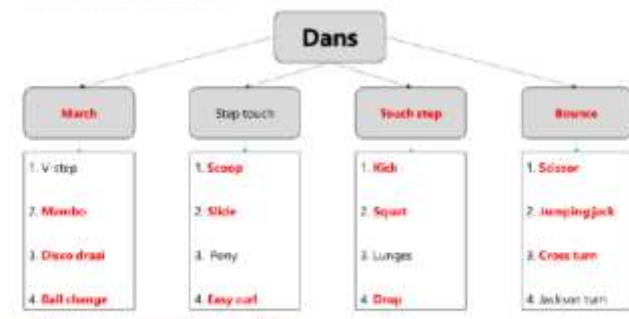 Dans
March
Step touch
Touch step
Bounce
1. V-step
2. Mambo
3. Disco draai
4. Ball change
1. Scoop
2. Slide
3. Pony
4. Easy curl
1. Kick
2. Squat
3. Lunges
4. Drop
1. Scissor
2. Jumping jack
3. Cross turn
4. Jackson turn